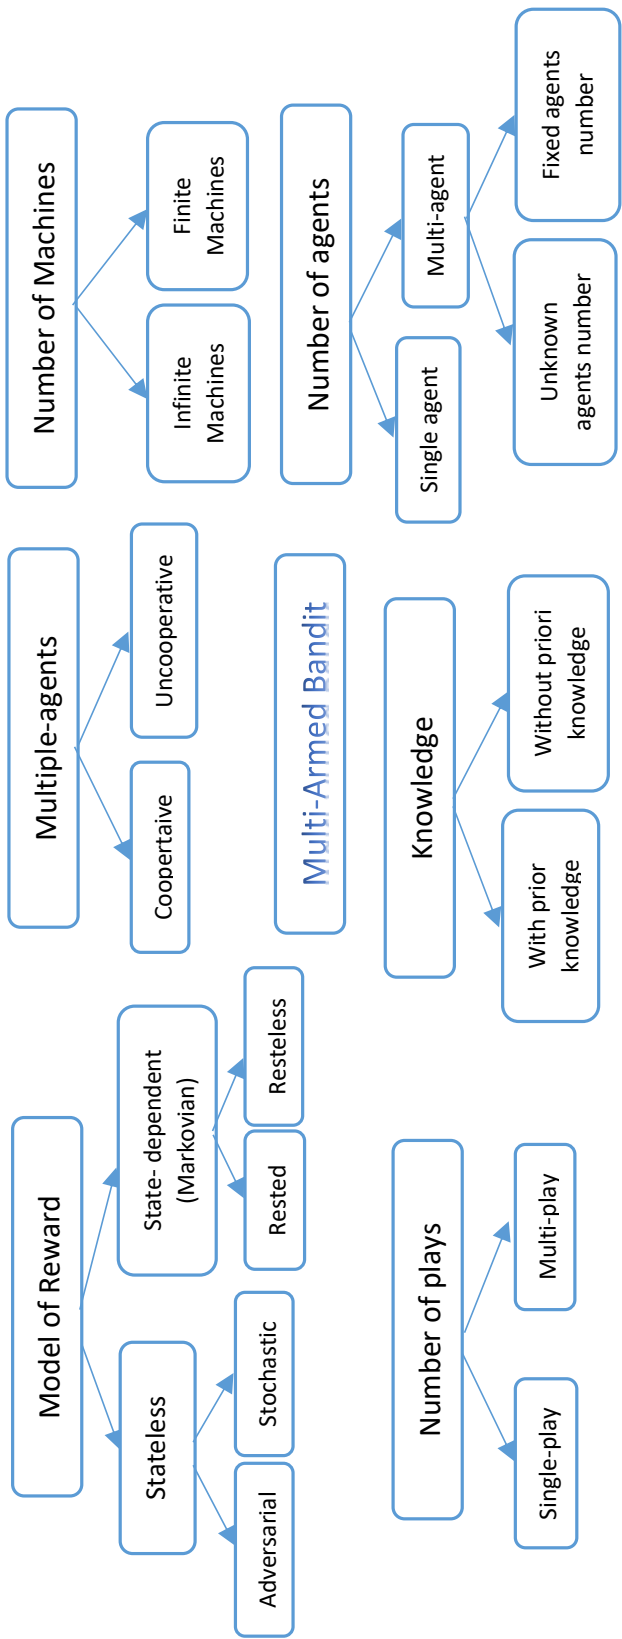 Model of Reward
Stateless
State- dependent
(Markovian)
Adversarial
Stochastic
Rested
Resteless
Multiple-agents
Coopertaive
Uncooperative
Number of Machines
Infinite
Machines
Finite
Machines
Multi-Armed Bandit
Number of plays
Single-play
Multi-play
Knowledge
With prior
knowledge
Without priori
knowledge
Number of agents
Single agent
Multi-agent
Unknown
agents number
Fixed agents
number